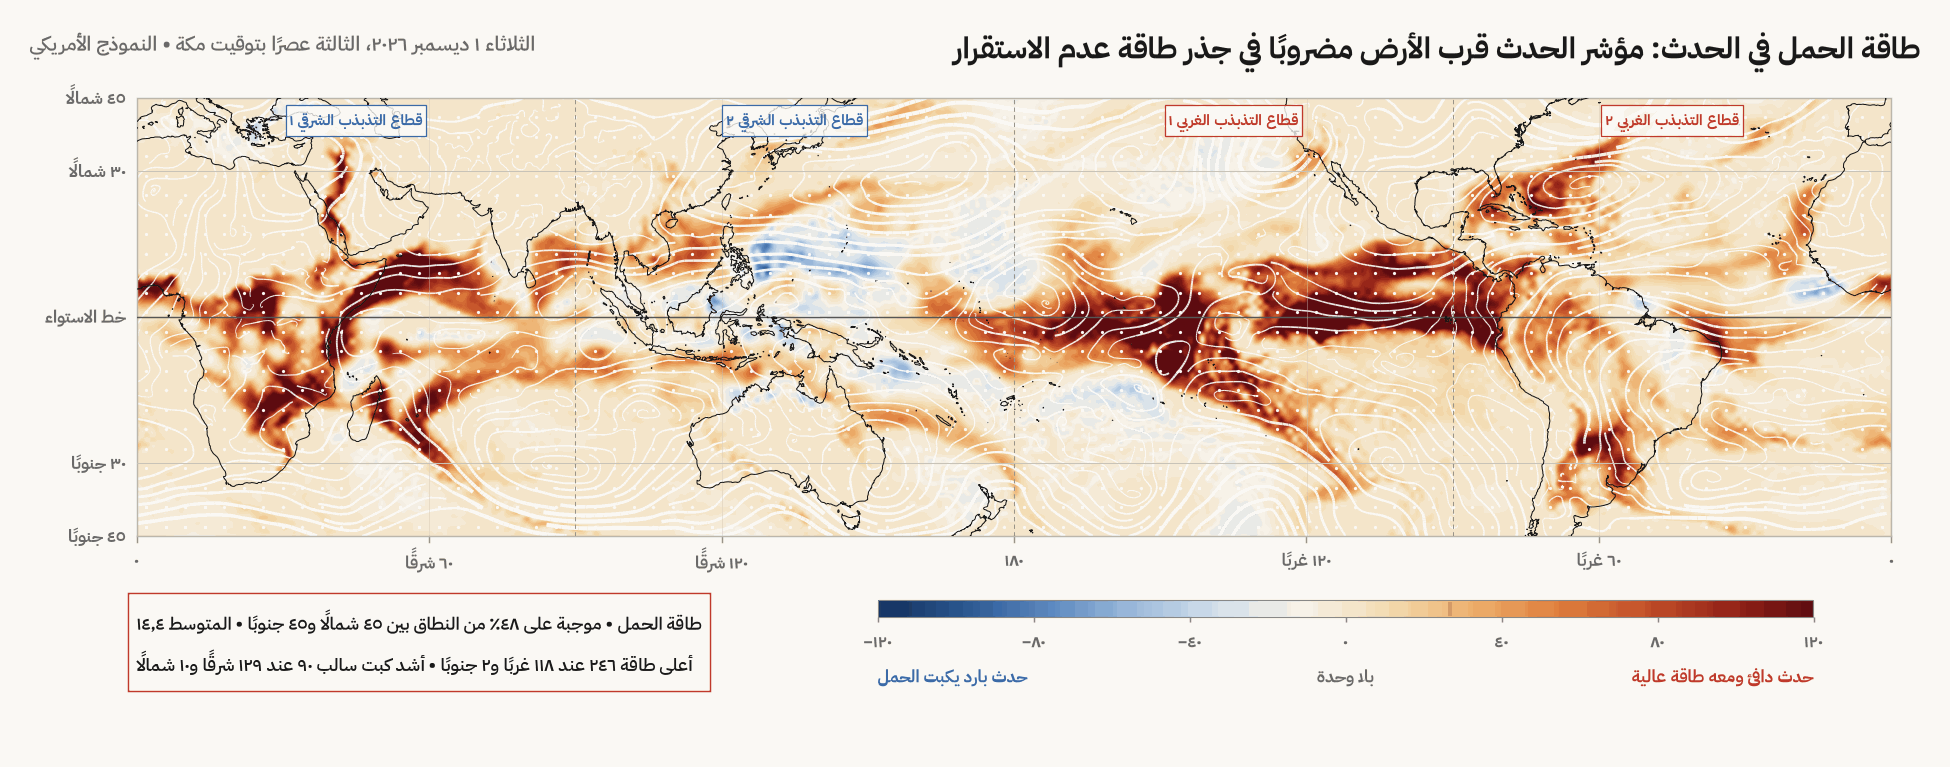 طاقة الحمل في الحدث: مؤشر الحدث قرب الأرض مضروبًا في جذر طاقة عدم الاستقرار
الثلاثاء ١ ديسمبر ٢٠٢٦، الثالثة عصرًا بتوقيت مكة • النموذج الأمريكي
قطاع التذبذب الشرقي ١
قطاع التذبذب الشرقي ٢
قطاع التذبذب الغربي ١
قطاع التذبذب الغربي ٢
٤٥ شمالًا
٣٠ شمالًا
خط الاستواء
٣٠ جنوبًا
٤٥ جنوبًا
٠
٦٠ شرقًا
١٢٠ شرقًا
١٨٠
١٢٠ غربًا
٦٠ غربًا
٠
طاقة الحمل • موجبة على ٤٨٪ من النطاق بين ٤٥ شمالًا و٤٥ جنوبًا • المتوسط ١٤,٤
أعلى طاقة ٢٤٦ عند ١١٨ غربًا و٢ جنوبًا • أشد كبت سالب ٩٠ عند ١٢٩ شرقًا و١٠ شمالًا
−١٢٠
−٨٠
−٤٠
٠
٤٠
٨٠
١٢٠
حدث دافئ ومعه طاقة عالية
بلا وحدة
حدث بارد يكبت الحمل